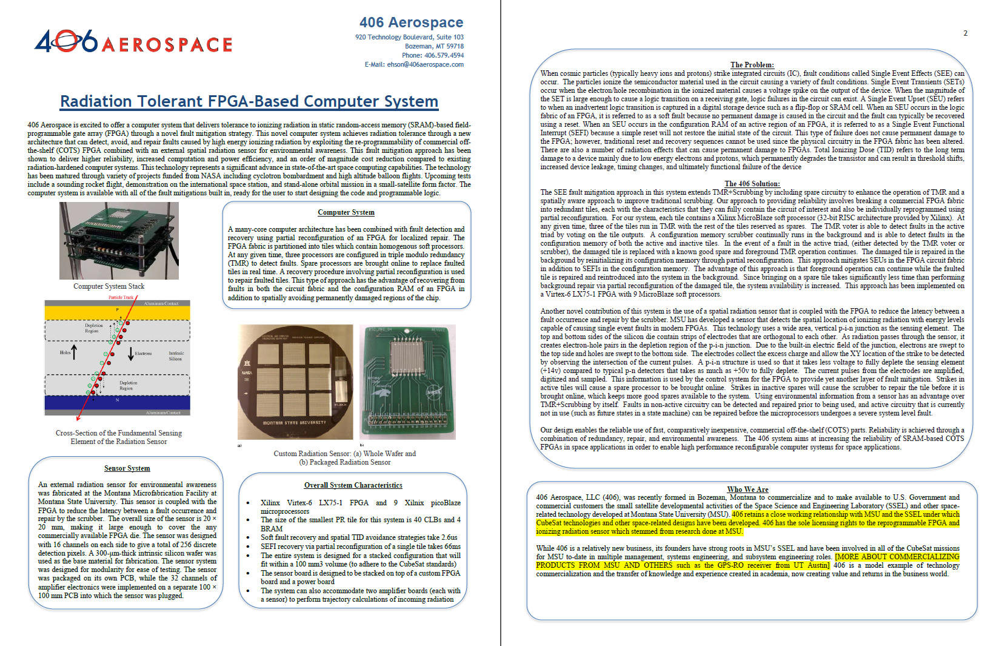 406 AEROSPACE
406 Aerospace
920 Technology Boulevard, Suite 103
Bozeman, MT 59718
Phone: 406.579.4594
E-Mail: ehson@406aerospace.com
Radiation Tolerant FPGA-Based Computer System
406 Aerospace is excited to offer a computer system that delivers tolerance to ionizing radiation in static random-access memory (SRAM)-based field-
programmable gate array (FPGA) through a novel fault mitigation strategy. This novel computer system achieves radiation tolerance through a new
architecture that can detect, avoid, and repair faults caused by high energy ionizing radiation by exploiting the re-programmability of commercial off-
the-shelf (COTS) FPGA combined with an external spatial radiation sensor for environmental awareness. This fault mitigation approach has been
shown to deliver higher reliability, increased computation and power efficiency, and an order of magnitude cost reduction compared to existing
radiation-hardened computer systems. This technology represents a significant advance in state-of-the-art space computing capabilities. The technology
has been matured through variety of projects funded from NASA including cyclotron bombardment and high altitude balloon flights. Upcoming tests
include a sounding rocket flight, demonstration on the international space station, and stand-alone orbital mission in a small-satellite form factor. The
computer system is available with all of the fault mitigations built in, ready for the user to start designing the code and programmable logic.
Computer System Stack
Computer System
A many-core computer architecture has been combined with fault detection and
recovery using partial reconfiguration of an FPGA for localized repair. The
FPGA fabric is partitioned into tiles which contain homogenous soft processors.
At any given time, three processors are configured in triple modulo redundancy
(TMR) to detect faults. Spare processors are brought online to replace faulted
tiles in real time. A recovery procedure involving partial reconfiguration is used
to repair faulted tiles. This type of approach has the advantage of recovering from
faults in both the circuit fabric and the configuration RAM of an FPGA in
addition to spatially avoiding permanently damaged regions of the chip.
Particle Track
Aluminum Contact
P
Depletion
Region
Holes
Electrons
Intrinsic
Silicon
Depletion
Region
N
Aluminum Contact
Cross-Section of the Fundamental Sensing
Element of the Radiation Sensor
NASA
MONTANA STATE UNIVERSITY
Montana
State
University
NASA
a)
b)
Custom Radiation Sensor: (a) Whole Wafer and
(b) Packaged Radiation Sensor
Sensor System
An external radiation sensor for environmental awareness
was fabricated at the Montana Microfabrication Facility at
Montana State University. This sensor is coupled with the
FPGA to reduce the latency between a fault occurrence and
repair by the scrubber. The overall size of the sensor is 20 ×
20 mm, making it large enough to cover the any
commercially available FPGA die. The sensor was designed
with 16 channels on each side to give a total of 256 discrete
detection pixels. A 300-μm-thick intrinsic silicon wafer was
used as the base material for fabrication. The sensor system
was designed for modularity for ease of testing. The sensor
was packaged on its own PCB, while the 32 channels of
amplifier electronics were implemented on a separate 100 ×
100 mm PCB into which the sensor was plugged.
Overall System Characteristics
• Xilinx Virtex-6 LX75-1 FPGA and 9 Xilnix picoBlaze
microprocessors
• The size of the smallest PR tile for this system is 40 CLBs and 4
BRAM
• Soft fault recovery and spatial TID avoidance strategies take 2.6us
• SEFI recovery via partial reconfiguration of a single tile takes 66ms
• The entire system is designed for a stacked configuration that will
fit within a 100 mm3 volume (to adhere to the CubeSat standards)
• The sensor board is designed to be stacked on top of a custom FPGA
board and a power board
• The system can also accommodate two amplifier boards (each with
a sensor) to perform trajectory calculations of incoming radiation
2
The Problem:
When cosmic particles (typically heavy ions and protons) strike integrated circuits (IC), fault conditions called Single Event Effects (SEE) can
occur. The particles ionize the semiconductor material used in the circuit causing a variety of fault conditions. Single Event Transients (SETs)
occur when the electron/hole recombination in the ionized material causes a voltage spike on the output of the device. When the magnitude of
the SET is large enough to cause a logic transition on a receiving gate, logic failures in the circuit can exist. A Single Event Upset (SEU) refers
to when an inadvertent logic transition is captured in a digital storage device such as a flip-flop or SRAM cell. When an SEU occurs in the logic
fabric of an FPGA, it is referred to as a soft fault because no permanent damage is caused in the circuit and the fault can typically be recovered
using a reset. When an SEU occurs in the configuration RAM of an active region of an FPGA, it is referred to as a Single Event Functional
Interrupt (SEFI) because a simple reset will not restore the initial state of the circuit. This type of failure does not cause permanent damage to
the FPGA; however, traditional reset and recovery sequences cannot be used since the physical circuitry in the FPGA fabric has been altered.
There are also a number of radiation effects that can cause permanent damage to FPGAs. Total Ionizing Dose (TID) refers to the long term
damage to a device mainly due to low energy electrons and protons, which permanently degrades the transistor and can result in threshold shifts,
increased device leakage, timing changes, and ultimately functional failure of the device
The 406 Solution:
The SEE fault mitigation approach in this system extends TMR+Scrubbing by including spare circuitry to enhance the operation of TMR and a
spatially aware approach to improve traditional scrubbing. Our approach to providing reliability involves breaking a commercial FPGA fabric
into redundant tiles, each with the characteristics that they can fully contain the circuit of interest and also be individually reprogrammed using
partial reconfiguration. For our system, each tile contains a Xilinx MicroBlaze soft processor (32-bit RISC architecture provided by Xilinx). At
any given time, three of the tiles run in TMR with the rest of the tiles reserved as spares. The TMR voter is able to detect faults in the active
triad by voting on the tile outputs. A configuration memory scrubber continually runs in the background and is able to detect faults in the
configuration memory of both the active and inactive tiles. In the event of a fault in the active triad, (either detected by the TMR voter or
scrubber), the damaged tile is replaced with a known good spare and foreground TMR operation continues. The damaged tile is repaired in the
background by reinitializing its configuration memory through partial reconfiguration. This approach mitigates SEUs in the FPGA circuit fabric
in addition to SEFIs in the configuration memory. The advantage of this approach is that foreground operation can continue while the faulted
tile is repaired and reintroduced into the system in the background. Since bringing on a spare tile takes significantly less time than performing
background repair via partial reconfiguration of the damaged tile, the system availability is increased. This approach has been implemented on
a Virtex-6 LX75-1 FPGA with 9 MicroBlaze soft processors.
Another novel contribution of this system is the use of a spatial radiation sensor that is coupled with the FPGA to reduce the latency between a
fault occurrence and repair by the scrubber. MSU has developed a sensor that detects the spatial location of ionizing radiation with energy levels
capable of causing single event faults in modern FPGAs. This technology uses a wide area, vertical p-i-n junction as the sensing element. The
top and bottom sides of the silicon die contain strips of electrodes that are orthogonal to each other. As radiation passes through the sensor, it
creates electron-hole pairs in the depletion region of the p-i-n junction. Due to the built-in electric field of the junction, electrons are swept to
the top side and holes are swept to the bottom side. The electrodes collect the excess charge and allow the XY location of the strike to be detected
by observing the intersection of the current pulses. A p-i-n structure is used so that it takes less voltage to fully deplete the sensing element
(+14v) compared to typical p-n detectors that takes as much as +50v to fully deplete. The current pulses from the electrodes are amplified,
digitized and sampled. This information is used by the control system for the FPGA to provide yet another layer of fault mitigation. Strikes in
active tiles will cause a spare processor to be brought online. Strikes in inactive spares will cause the scrubber to repair the tile before it is
brought online, which keeps more good spares available to the system. Using environmental information from a sensor has an advantage over
TMR+Scrubbing by itself. Faults in non-active circuitry can be detected and repaired prior to being used, and active circuitry that is currently
not in use (such as future states in a state machine) can be repaired before the microprocessors undergoes a severe system level fault.
Our design enables the reliable use of fast, comparatively inexpensive, commercial off-the-shelf (COTS) parts. Reliability is achieved through a
combination of redundancy, repair, and environmental awareness. The 406 system aims at increasing the reliability of SRAM-based COTS
FPGAs in space applications in order to enable high performance reconfigurable computer systems for space applications.
Who We Are
406 Aerospace, LLC (406), was recently formed in Bozeman, Montana to commercialize and to make available to U.S. Government and
commercial customers the small satellite developmental activities of the Space Science and Engineering Laboratory (SSEL) and other space-
related technology developed at Montana State University (MSU). 406 retains a close working relationship with MSU and the SSEL under which
CubeSat technologies and other space-related designs have been developed. 406 has the sole licensing rights to the reprogrammable FPGA and
ionizing radiation sensor which stemmed from research done at MSU.
While 406 is a relatively new business, its founders have strong roots in MSU's SSEL and have been involved in all of the CubeSat missions
for MSU to-date in multiple management, systems engineering, and subsystem engineering roles. [MORE ABOUT COMMERCIALIZING
PRODUCTS FROM MSU AND OTHERS such as the GPS-RO receiver from UT Austin] 406 is a model example of technology
commercialization and the transfer of knowledge and experience created in academia, now creating value and returns in the business world.